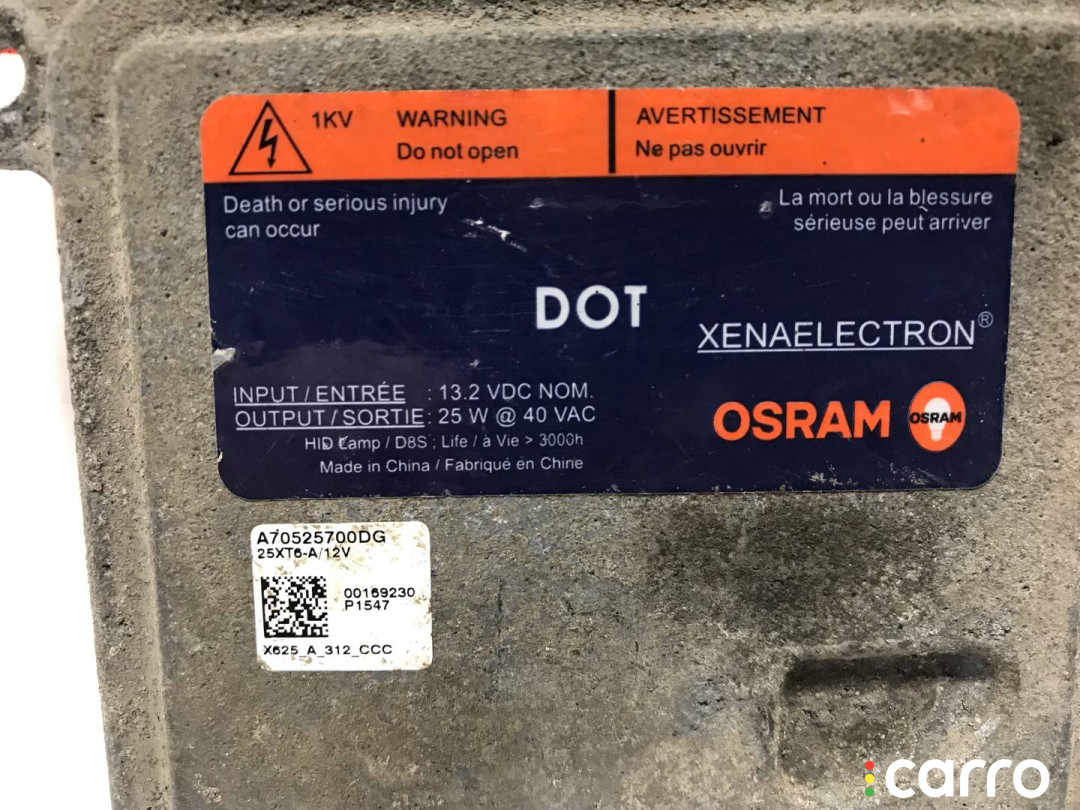 1KV
WARNING
Do not open
AVERTISSEMENT
Ne pas ouvrir
Death or serious injury
can occur
La mort ou la blessure
sérieuse peut arriver
DOT
XENAELECTRON®
INPUT / ENTRÉE : 13.2 VDC NOM.
OUTPUT / SORTIE : 25 W @ 40 VAC
HID Lamp / D8S ; Life / à Vie > 3000h
Made in China / Fabriqué en Chine
OSRAM
OSRAM
A70525700DG
25XT6-A/12V
00169230
P1547
X625_A_312_CCC
carro